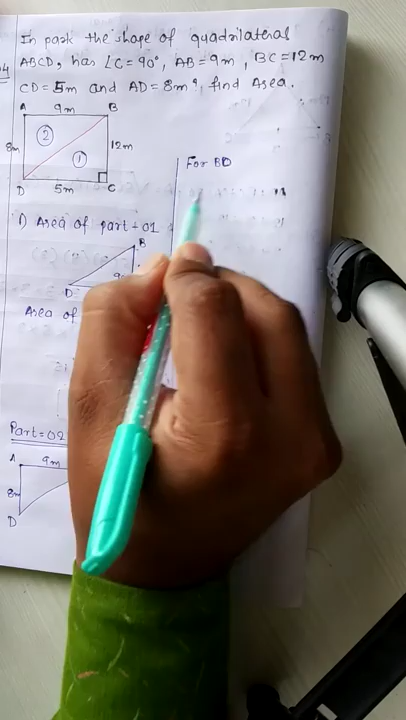 In park the shape of quadrilateral
ABCD, has ∠C = 90°, AB = 9m, BC = 12m
CD = 5m and AD = 8m?, find Area.
A 9m B
8m ② ① 12m
D 5m C
For BD
1) Area of part - 01
B
D
Area of
Part = 02
A 9m
8m
D